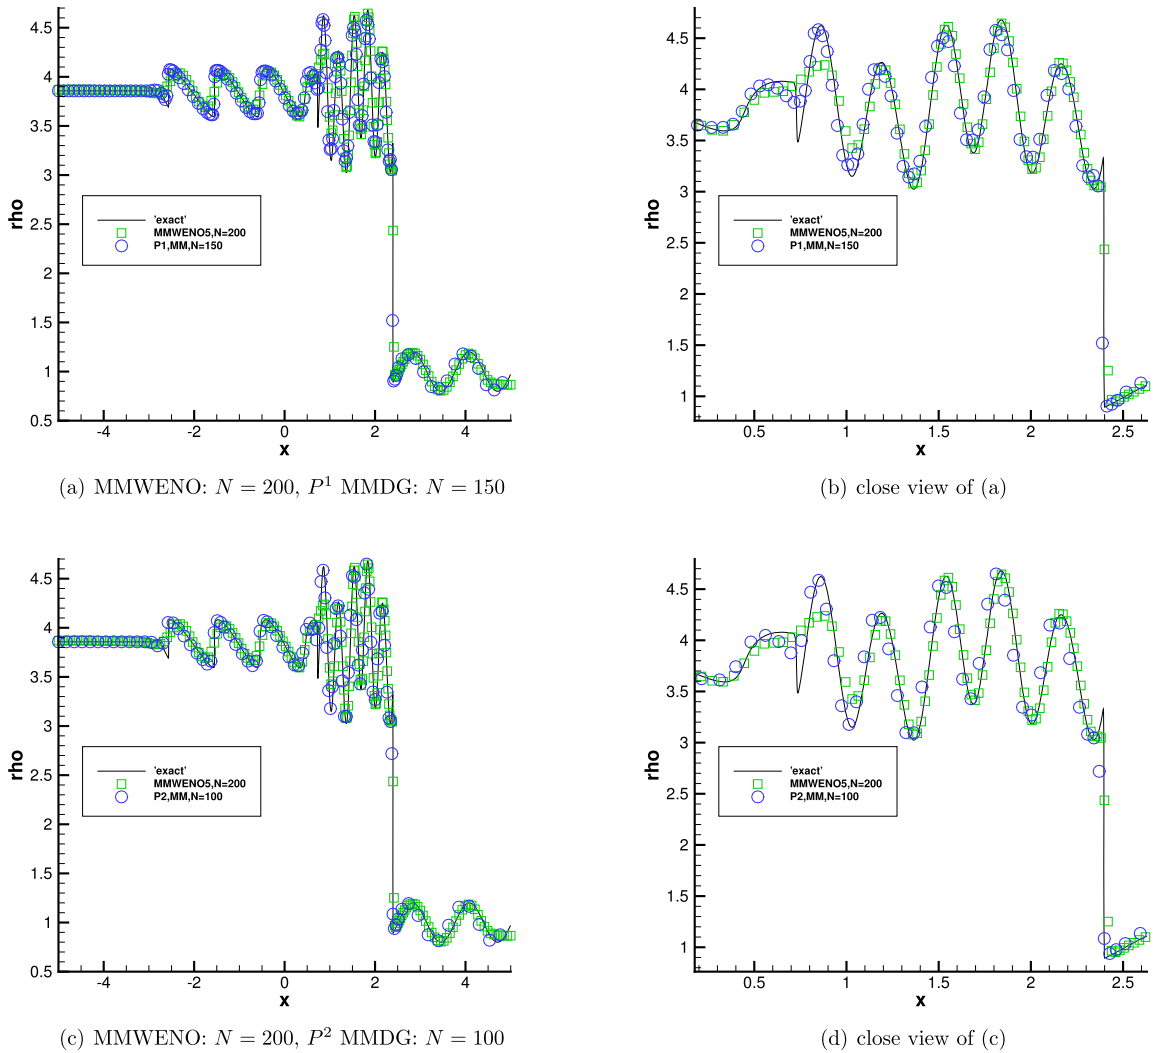 4.5
4
3.5
3
2.5
2
1.5
1
0.5
rho
-4
-2
0
2
4
x
'exact'
MMWENO5,N=200
P1,MM,N=150
(a) MMWENO: N = 200, P¹ MMDG: N = 150
4.5
4
3.5
3
2.5
2
1.5
1
rho
0.5
1
1.5
2
2.5
x
'exact'
MMWENO5,N=200
P1,MM,N=150
(b) close view of (a)
4.5
4
3.5
3
2.5
2
1.5
1
0.5
rho
-4
-2
0
2
4
x
'exact'
MMWENO5,N=200
P2,MM,N=100
(c) MMWENO: N = 200, P² MMDG: N = 100
4.5
4
3.5
3
2.5
2
1.5
1
rho
0.5
1
1.5
2
2.5
x
'exact'
MMWENO5,N=200
P2,MM,N=100
(d) close view of (c)